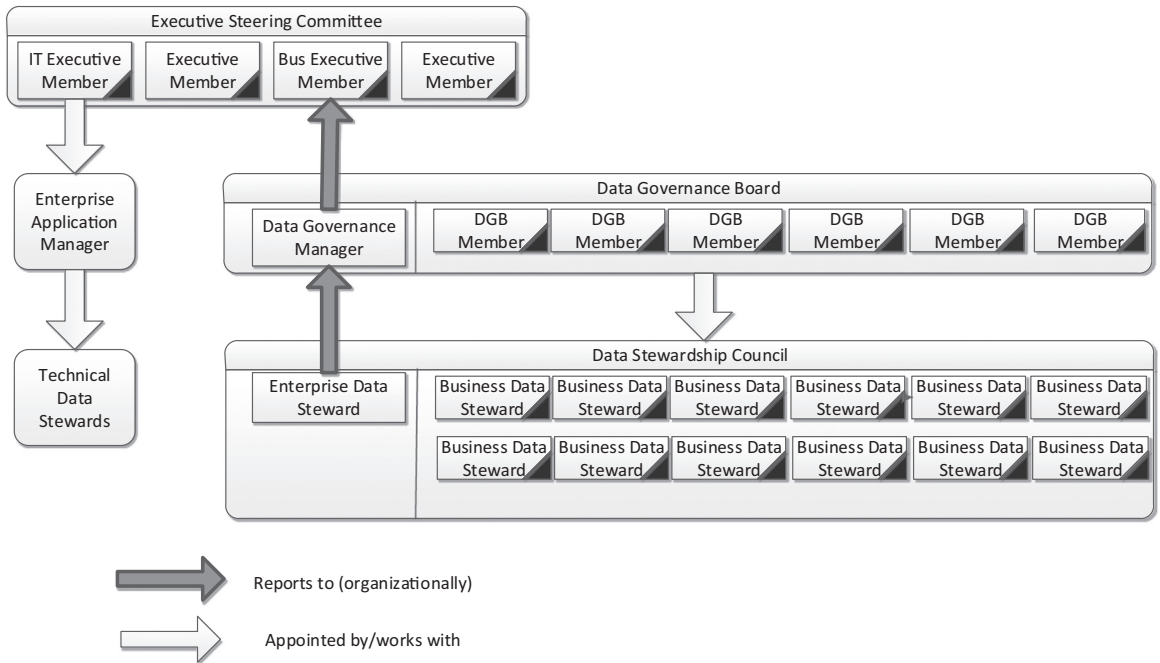 Executive Steering Committee
IT Executive
Member
Executive
Member
Bus Executive
Member
Executive
Member
Enterprise
Application
Manager
Technical
Data
Stewards
Data Governance Board
Data Governance
Manager
DGB
Member
DGB
Member
DGB
Member
DGB
Member
DGB
Member
DGB
Member
Data Stewardship Council
Enterprise Data
Steward
Business Data
Steward
Business Data
Steward
Business Data
Steward
Business Data
Steward
Business Data
Steward
Business Data
Steward
Business Data
Steward
Business Data
Steward
Business Data
Steward
Business Data
Steward
Business Data
Steward
Business Data
Steward
Reports to (organizationally)
Appointed by/works with